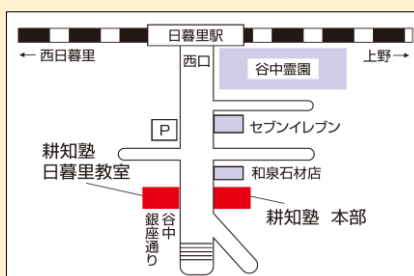 日暮里駅
←西日暮里
上野→
西口
谷中霊園
P
セブンイレブン
耕知塾
日暮里教室
和泉石材店
耕知塾 本部
谷中
銀座通り